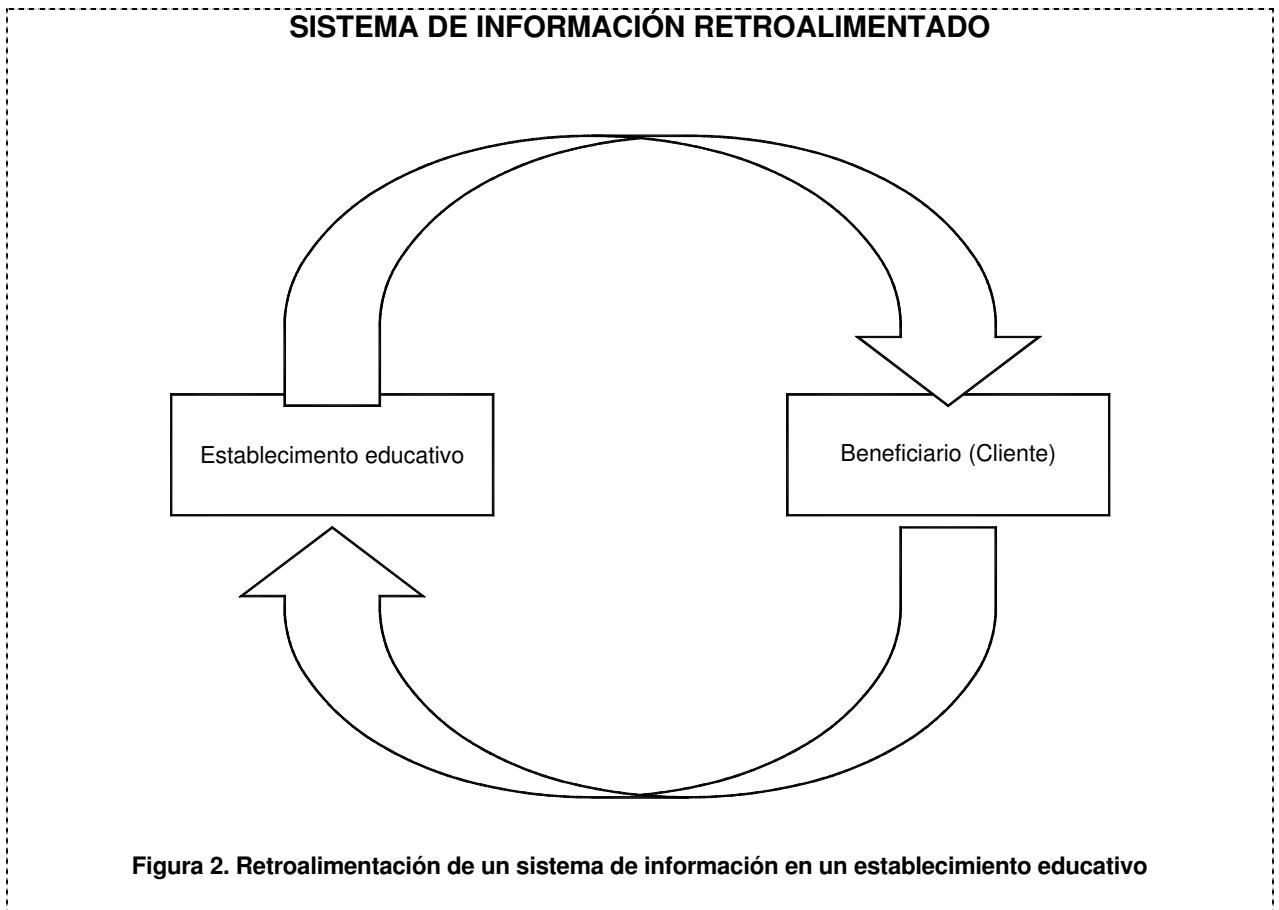 SISTEMA DE INFORMACIÓN RETROALIMENTADO
Establecimento educativo
Beneficiario (Cliente)
Figura 2. Retroalimentación de un sistema de información en un establecimiento educativo